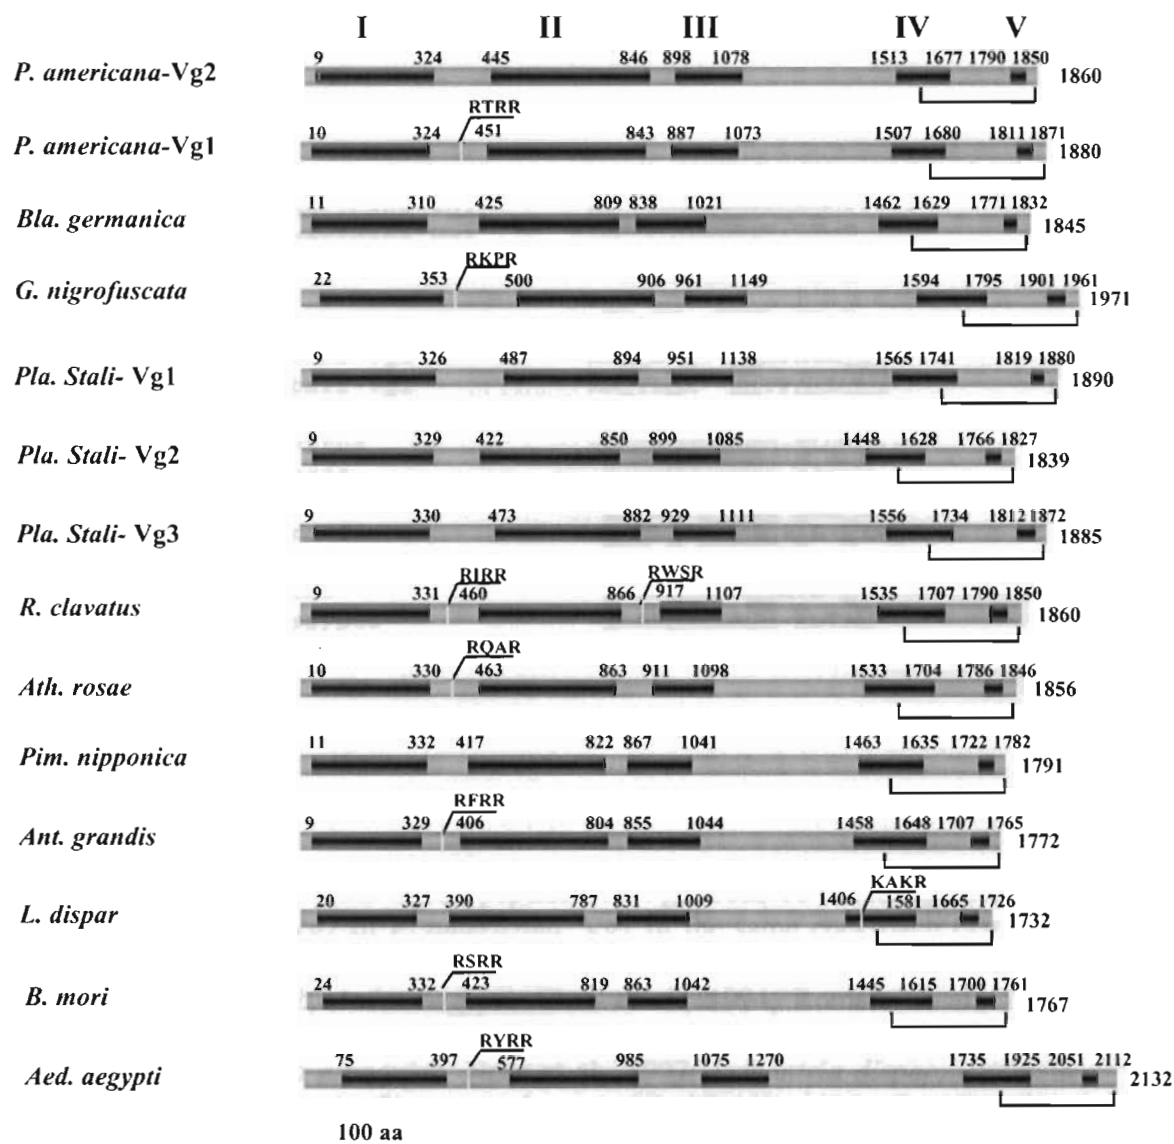 I II III IV V
9 324 445 846 898 1078 1513 1677 1790 1850
P. americana-Vg2 1860
RTRR
10 324 451 843 887 1073 1507 1680 1811 1871
P. americana-Vg1 1880
11 310 425 809 838 1021 1462 1629 1771 1832
Bla. germanica 1845
RKPR
22 353 500 906 961 1149 1594 1795 1901 1961
G. nigrofuscata 1971
9 326 487 894 951 1138 1565 1741 1819 1880
Pla. Stali- Vg1 1890
9 329 422 850 899 1085 1448 1628 1766 1827
Pla. Stali- Vg2 1839
9 330 473 882 929 1111 1556 1734 1812 1872
Pla. Stali- Vg3 1885
RIRR RWSR
9 331 460 866 917 1107 1535 1707 1790 1850
R. clavatus 1860
RQAR
10 330 463 863 911 1098 1533 1704 1786 1846
Ath. rosae 1856
11 332 417 822 867 1041 1463 1635 1722 1782
Pim. nipponica 1791
RFRR
9 329 406 804 855 1044 1458 1648 1707 1765
Ant. grandis 1772
KAKR
20 327 390 787 831 1009 1406 1581 1665 1726
L. dispar 1732
RSRR
24 332 423 819 863 1042 1445 1615 1700 1761
B. mori 1767
RYRR
75 397 577 985 1075 1270 1735 1925 2051 2112
Aed. aegypti 2132
100 aa